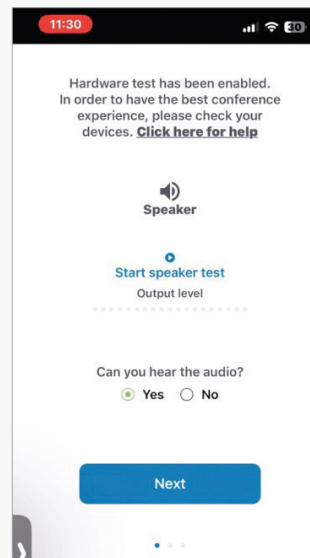 11:30
30
Hardware test has been enabled.
In order to have the best conference
experience, please check your
devices. Click here for help
Speaker
Start speaker test
Output level
Can you hear the audio?
Yes No
Next